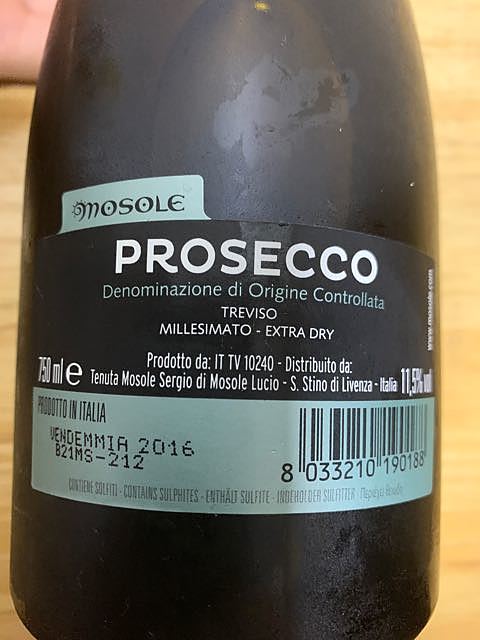 MOSOLE
PROSECCO
Denominazione di Origine Controllata
TREVISO
MILLESIMATO - EXTRA DRY
www.mosole.com
Prodotto da: IT TV 10240 - Distribuito da:
750 ml e Tenuta Mosole Sergio di Mosole Lucio - S. Stino di Livenza - Italia 11,5% vol
PRODOTTO IN ITALIA
VENDEMMIA 2016
B21MS-212
8 033210 190188
CONTIENE SOLFITI - CONTAINS SULPHITES - ENTHÄLT SULFITE - INDEHOLDER SULFITTER - Περιέχει